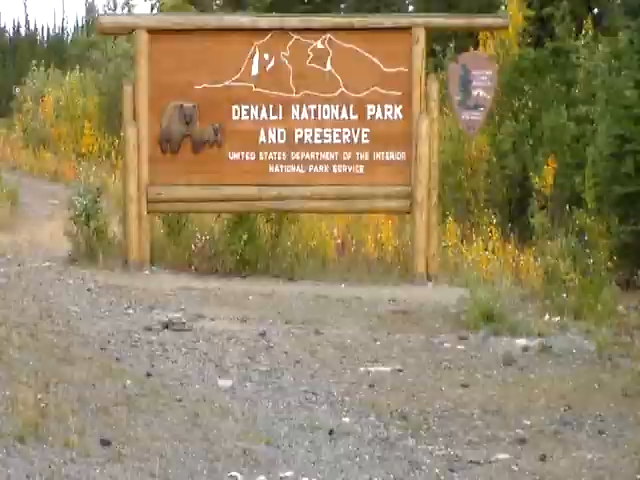 DENALI NATIONAL PARK
AND PRESERVE
UNITED STATES DEPARTMENT OF THE INTERIOR
NATIONAL PARK SERVICE